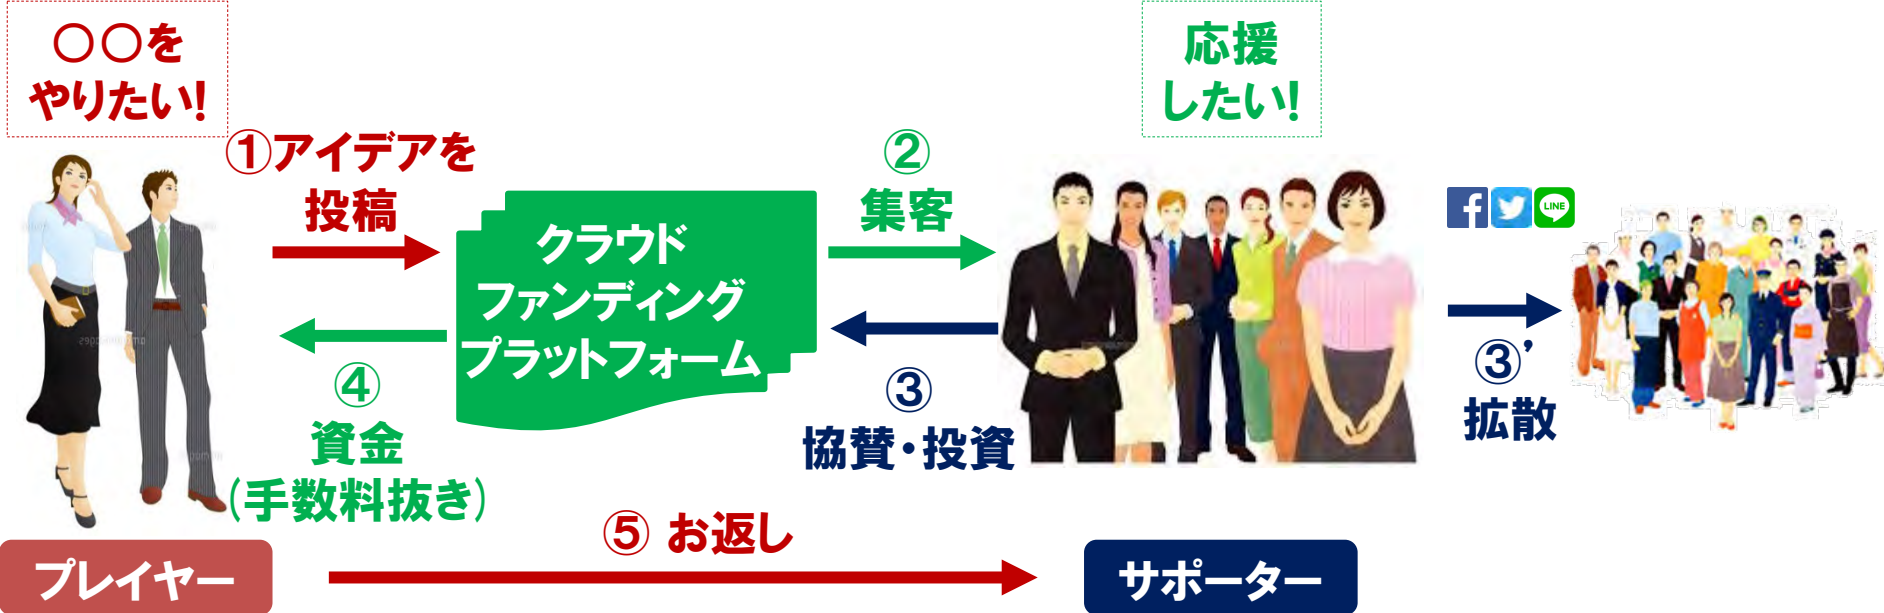 〇〇を
やりたい!
応援
したい!
①アイデアを
投稿
②
集客
LINE
クラウド
ファンディング
プラットフォーム
③
協賛・投資
③’
拡散
④
資金
(手数料抜き)
⑤ お返し
プレイヤー
サポーター